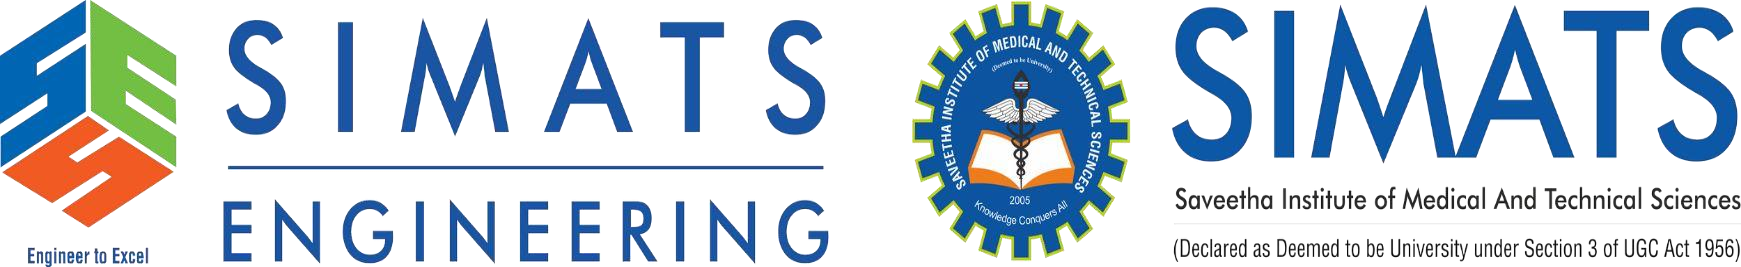 SES
Engineer to Excel
SIMATS
ENGINEERING
SAVEETHA INSTITUTE OF MEDICAL AND TECHNICAL SCIENCES
(Deemed to be University)
2005
Knowledge Conquers All
SIMATS
Saveetha Institute of Medical And Technical Sciences
(Declared as Deemed to be University under Section 3 of UGC Act 1956)